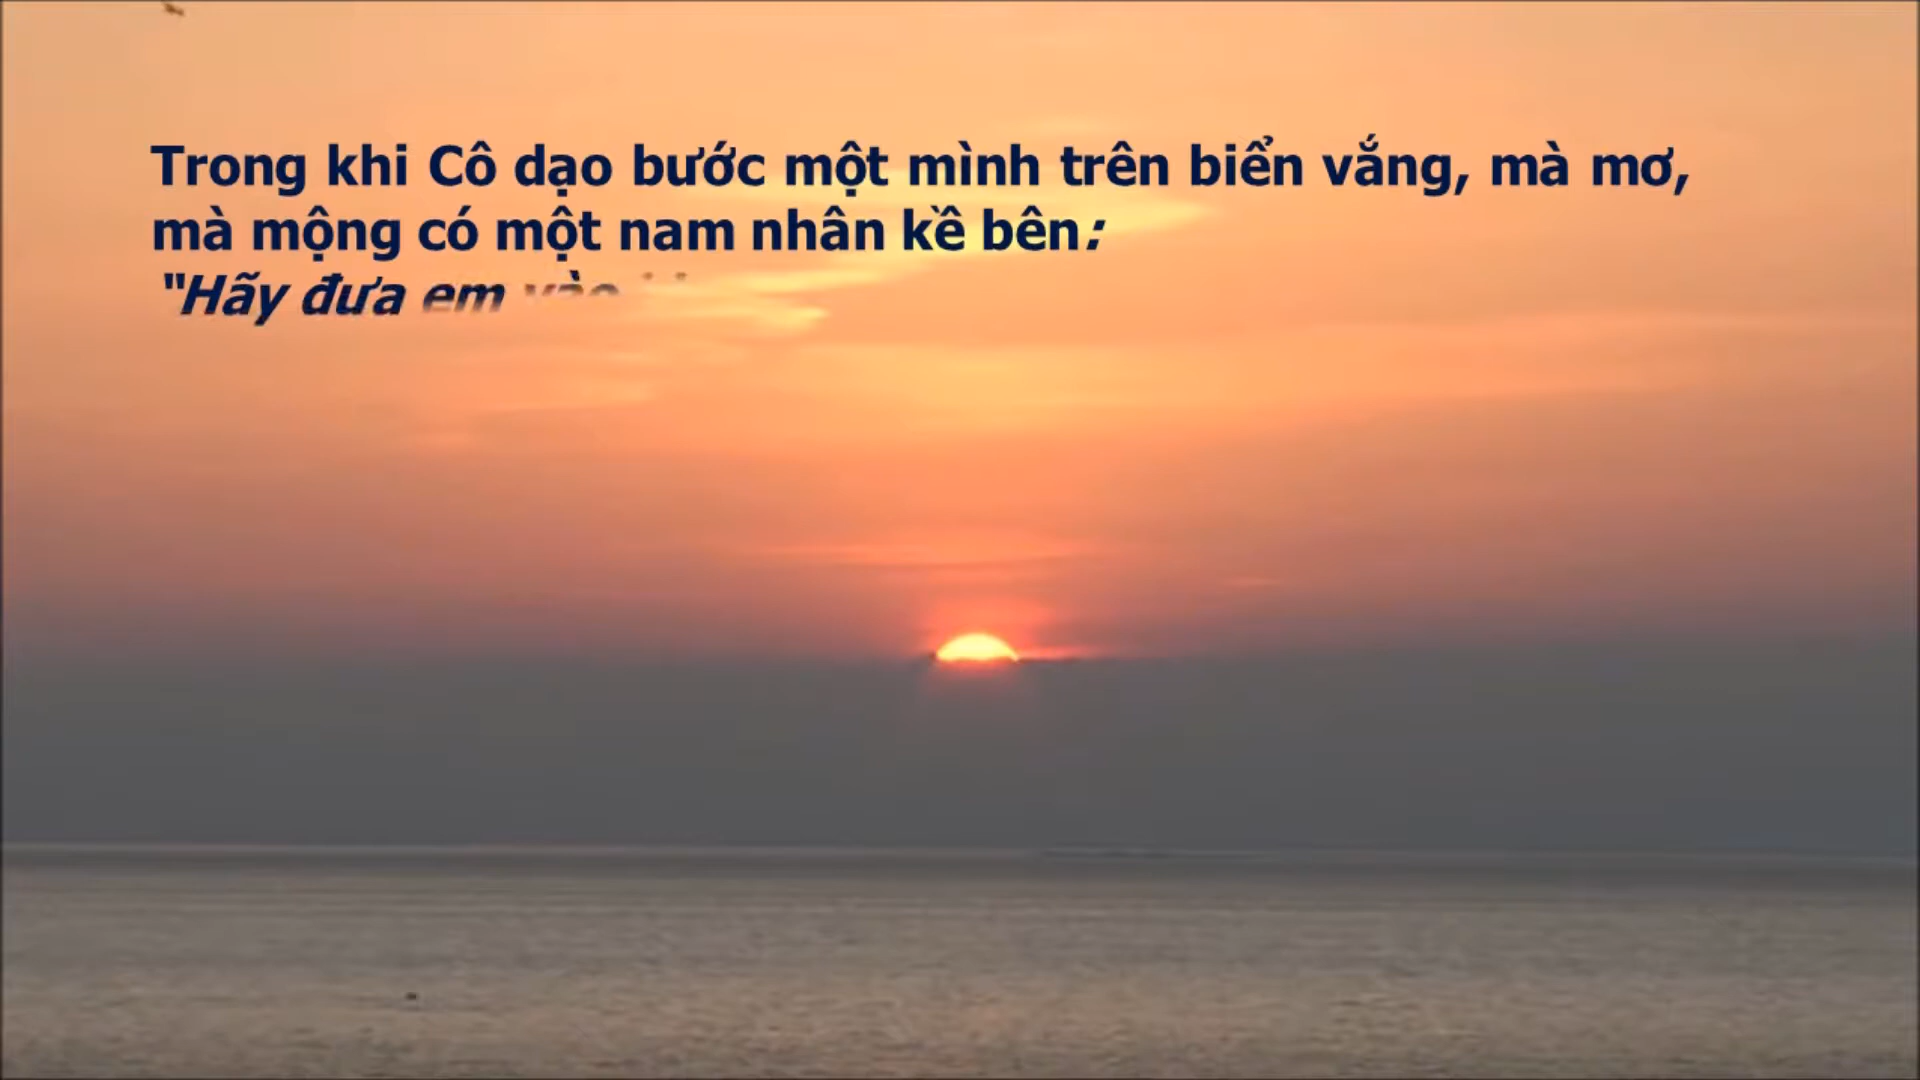 Trong khi Cô dạo bước một mình trên biển vắng, mà mơ,
mà mộng có một nam nhân kề bên:
"Hãy đưa em vào